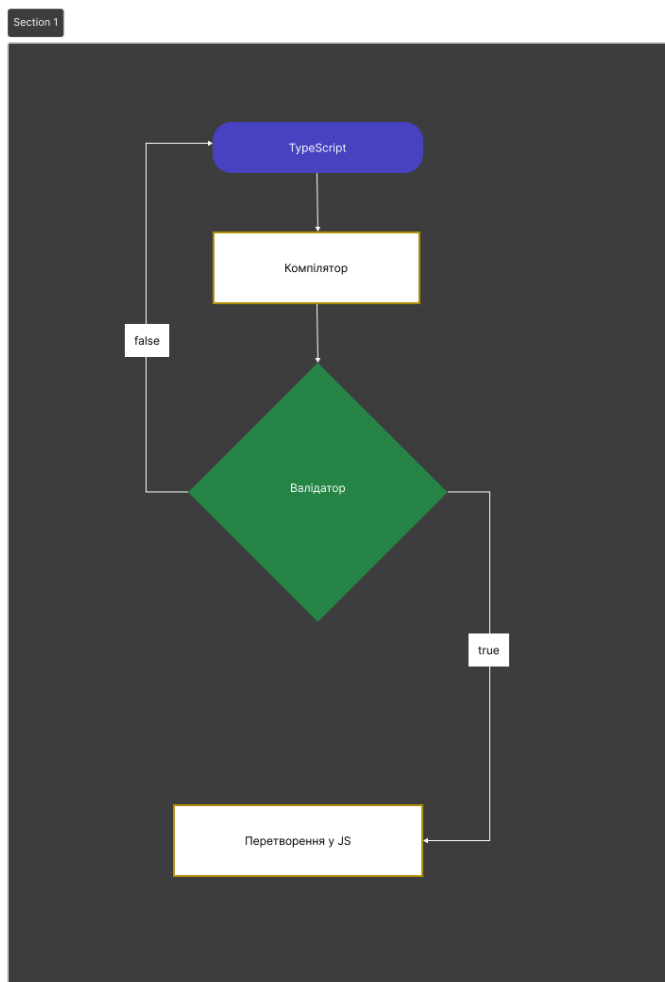 Section 1
TypeScript
Компілятор
false
Валідатор
true
Перетворення у JS